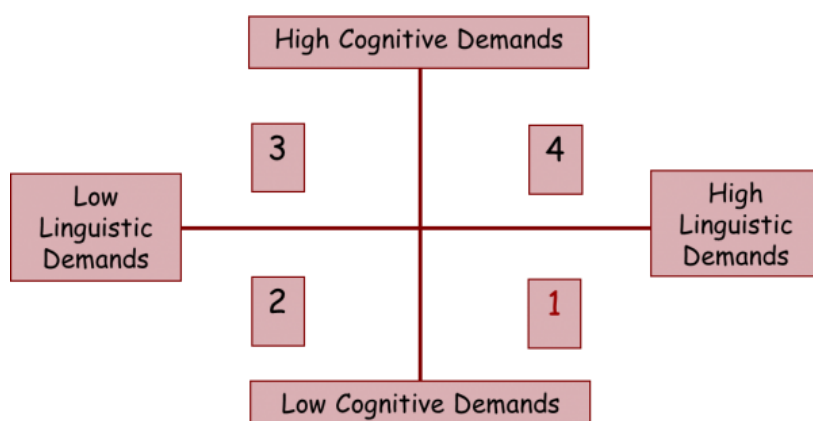 High Cognitive Demands
3
4
Low
Linguistic
Demands
High
Linguistic
Demands
2
1
Low Cognitive Demands